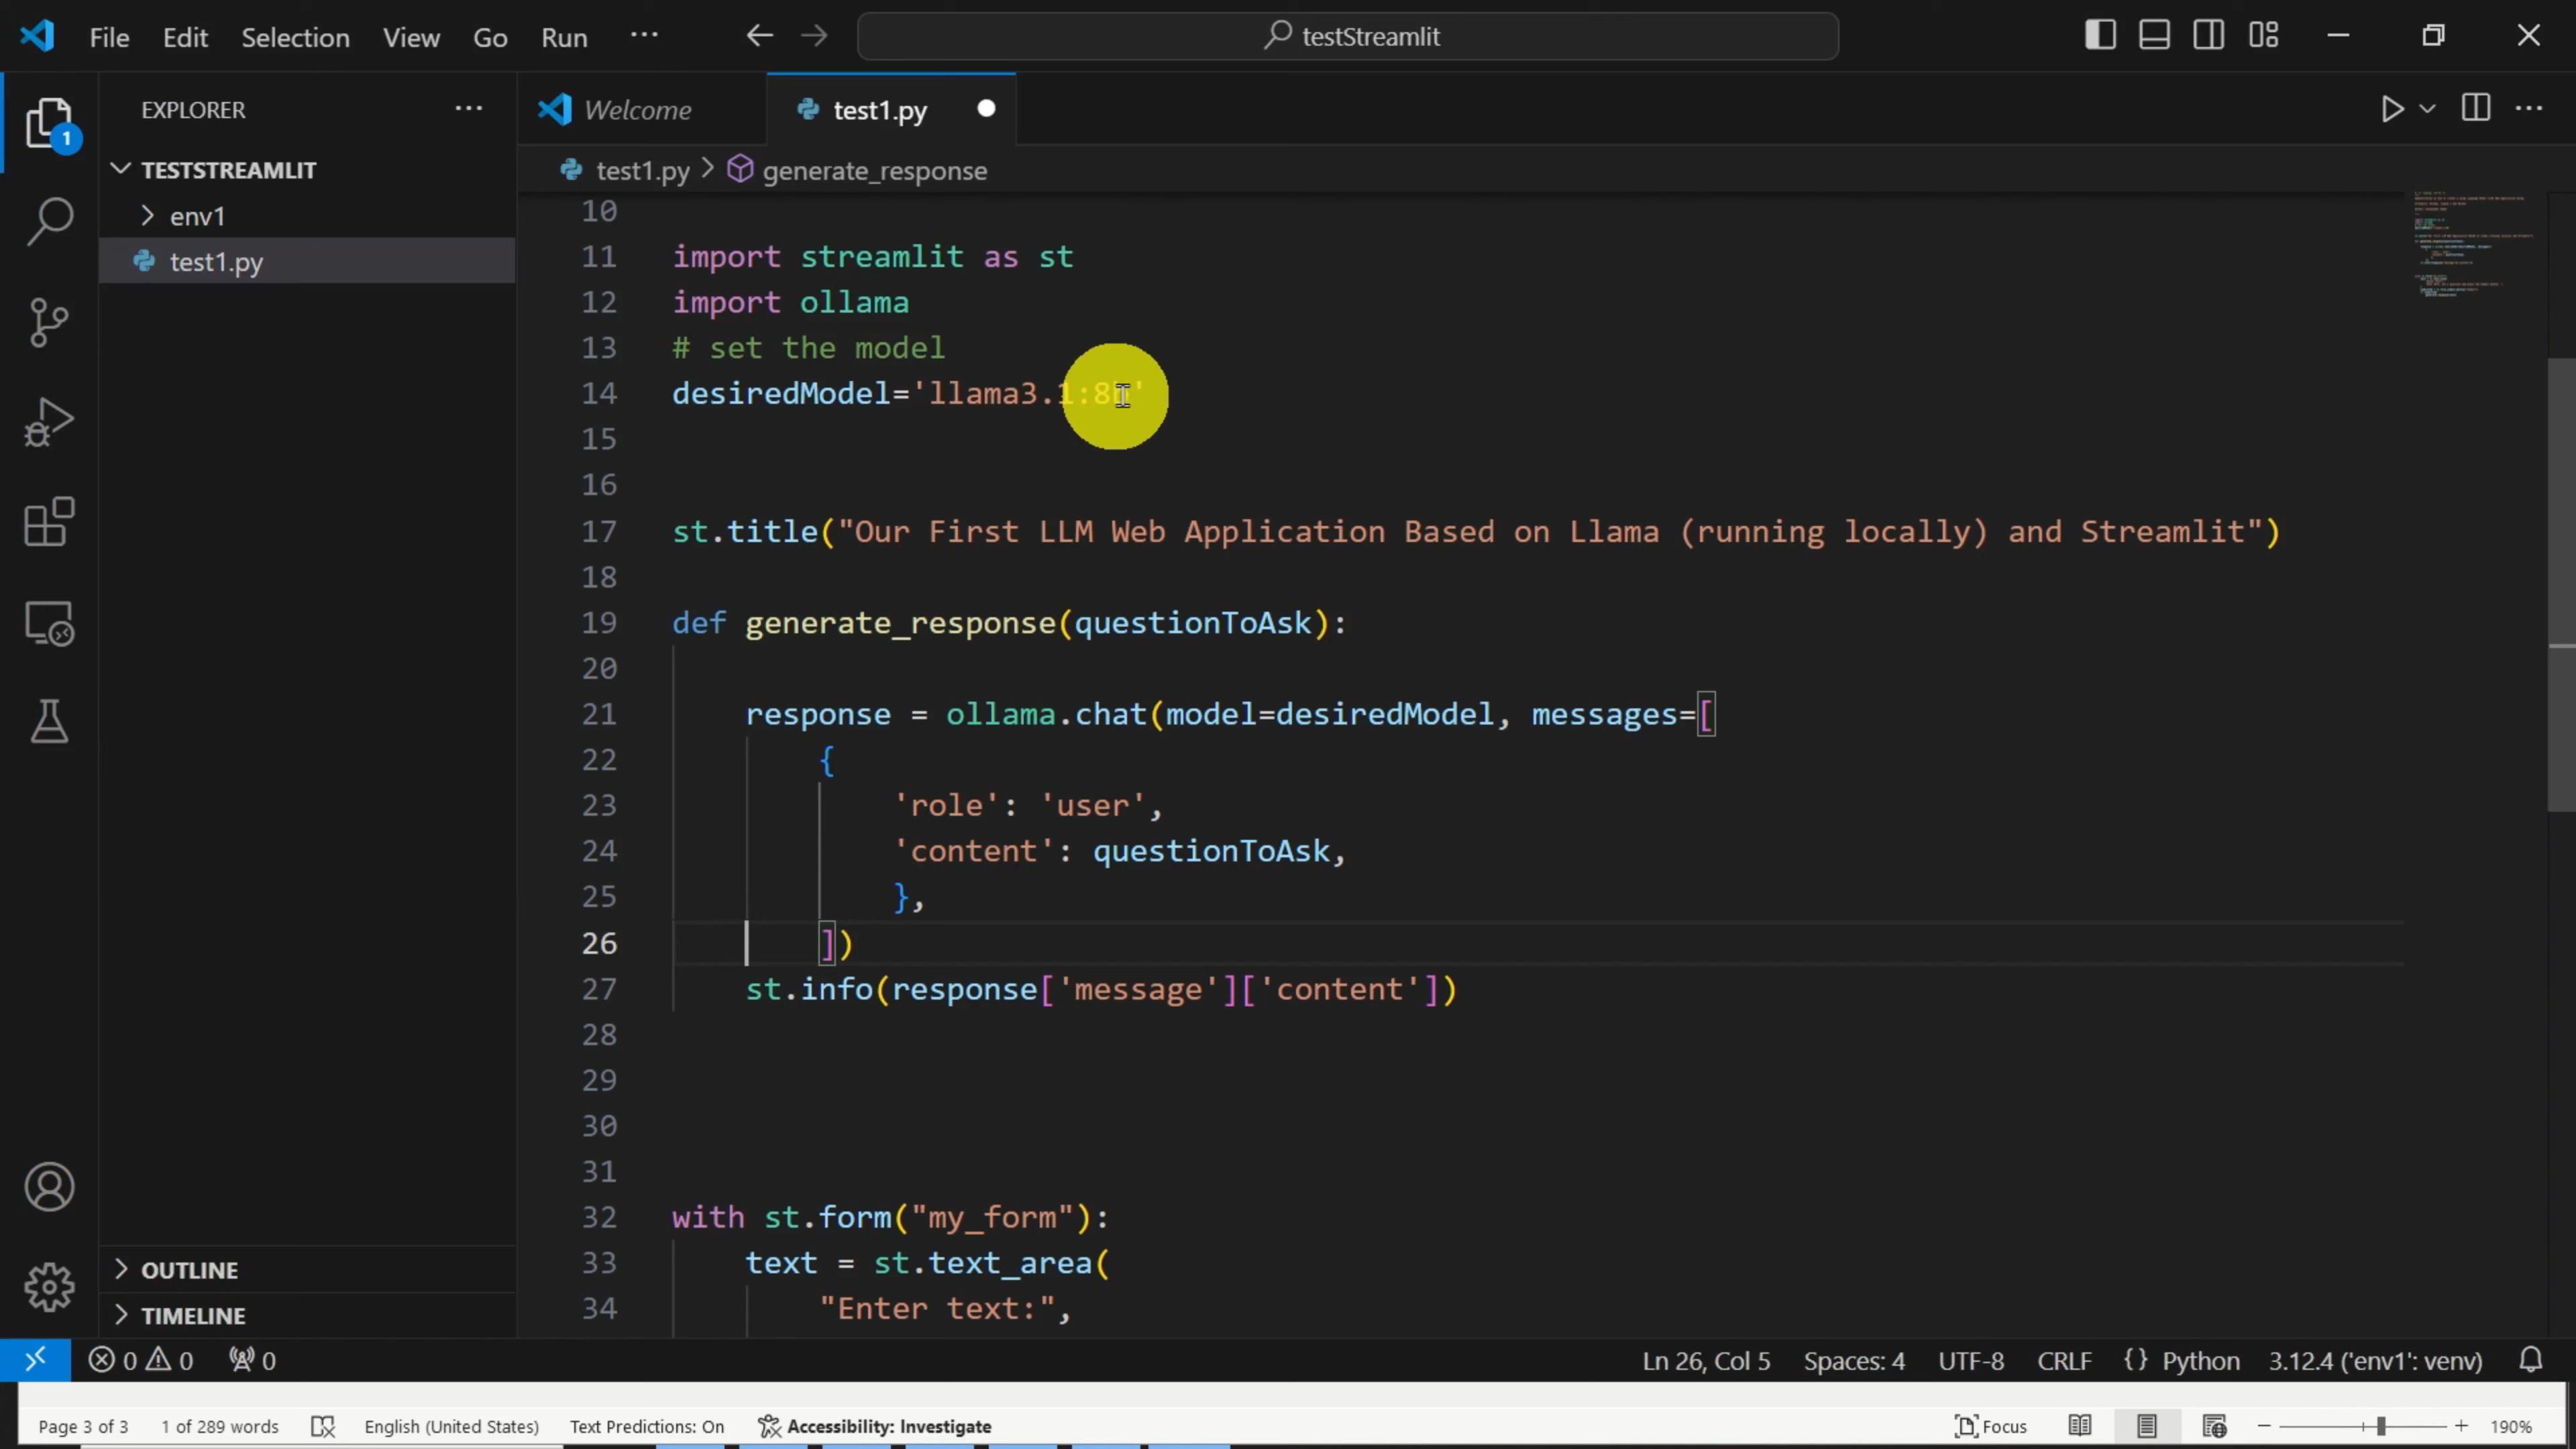 File Edit Selection View Go Run ··· testStreamlit
EXPLORER ···
TESTSTREAMLIT
env1
test1.py
1
Welcome test1.py
test1.py > generate_response
10
11 import streamlit as st
12 import ollama
13 # set the model
14 desiredModel='llama3.1:8b'
15
16
17 st.title("Our First LLM Web Application Based on Llama (running locally) and Streamlit")
18
19 def generate_response(questionToAsk):
20
21 response = ollama.chat(model=desiredModel, messages=[
22 {
23 'role': 'user',
24 'content': questionToAsk,
25 },
26 ])
27 st.info(response['message']['content'])
28
29
30
31
32 with st.form("my_form"):
33 text = st.text_area(
34 "Enter text:",
OUTLINE
TIMELINE
0 0 0 Ln 26, Col 5 Spaces: 4 UTF-8 CRLF {} Python 3.12.4 ('env1': venv)
Page 3 of 3 1 of 289 words English (United States) Text Predictions: On Accessibility: Investigate Focus 190%